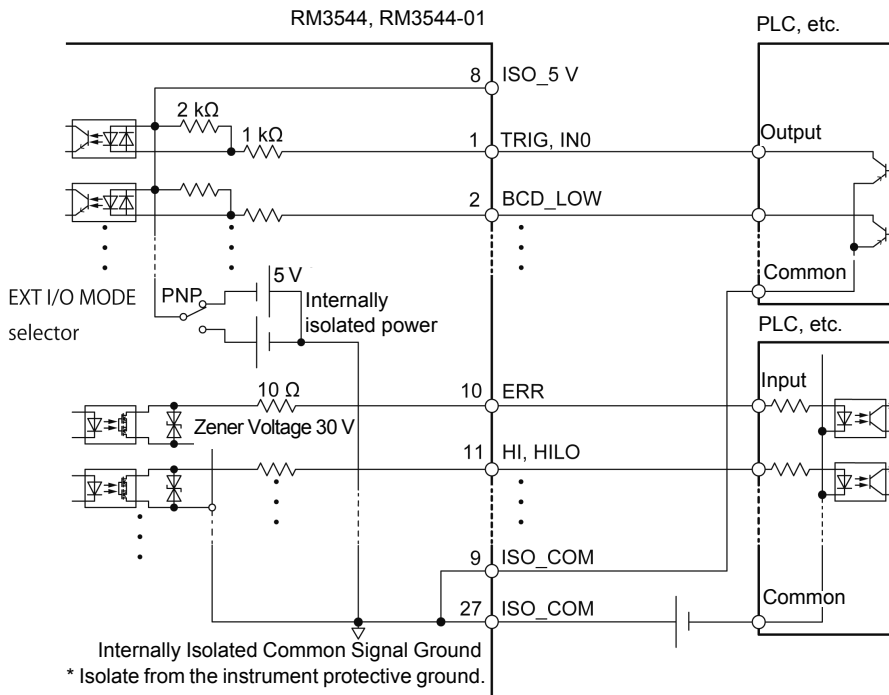 RM3544, RM3544-01
PLC, etc.
8 ISO_5 V
2 kΩ
1 kΩ
1 TRIG, IN0
Output
2 BCD_LOW
5 V
Common
EXT I/O MODE
selector
PNP
Internally
isolated power
PLC, etc.
10 Ω
10 ERR
Input
Zener Voltage 30 V
11 HI, HILO
9 ISO_COM
27 ISO_COM
Common
Internally Isolated Common Signal Ground
* Isolate from the instrument protective ground.